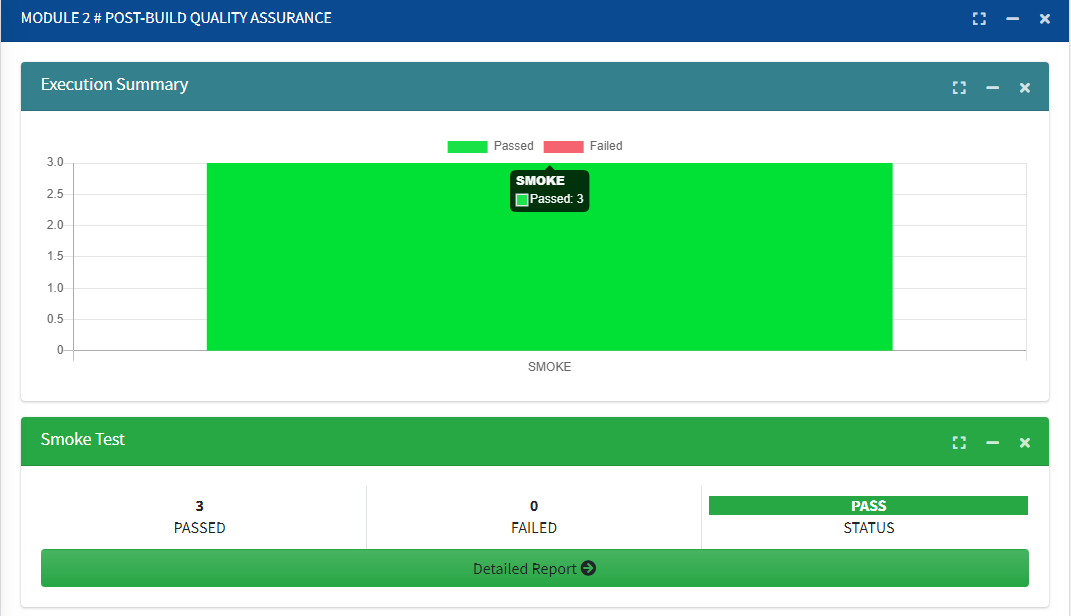 MODULE 2 # POST-BUILD QUALITY ASSURANCE
Execution Summary
Passed Failed
3.0
2.5
2.0
1.5
1.0
0.5
0
SMOKE
Passed: 3
SMOKE
Smoke Test
3 0 PASS
PASSED FAILED STATUS
Detailed Report